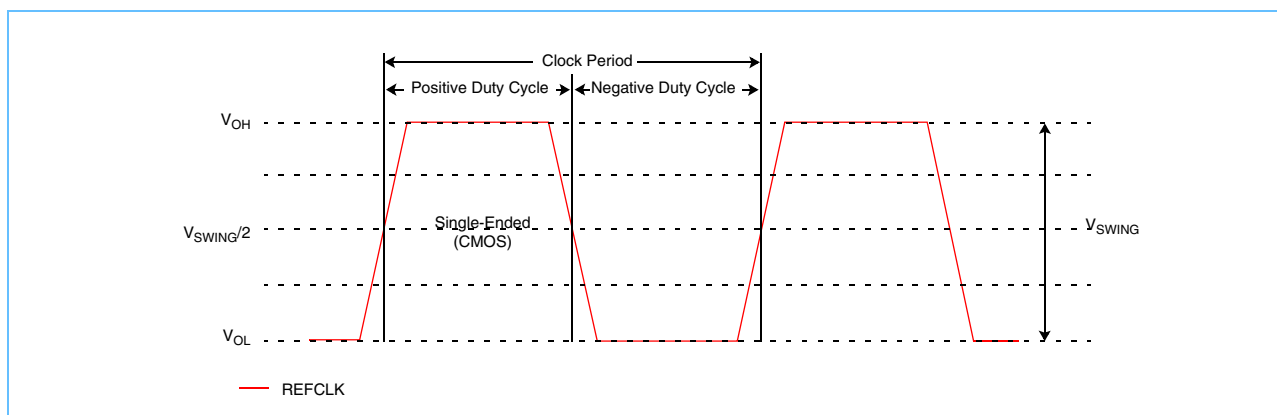 Clock Period
Positive Duty Cycle
Negative Duty Cycle
VOH
Single-Ended
(CMOS)
VSWING/2
VSWING
VOL
REFCLK